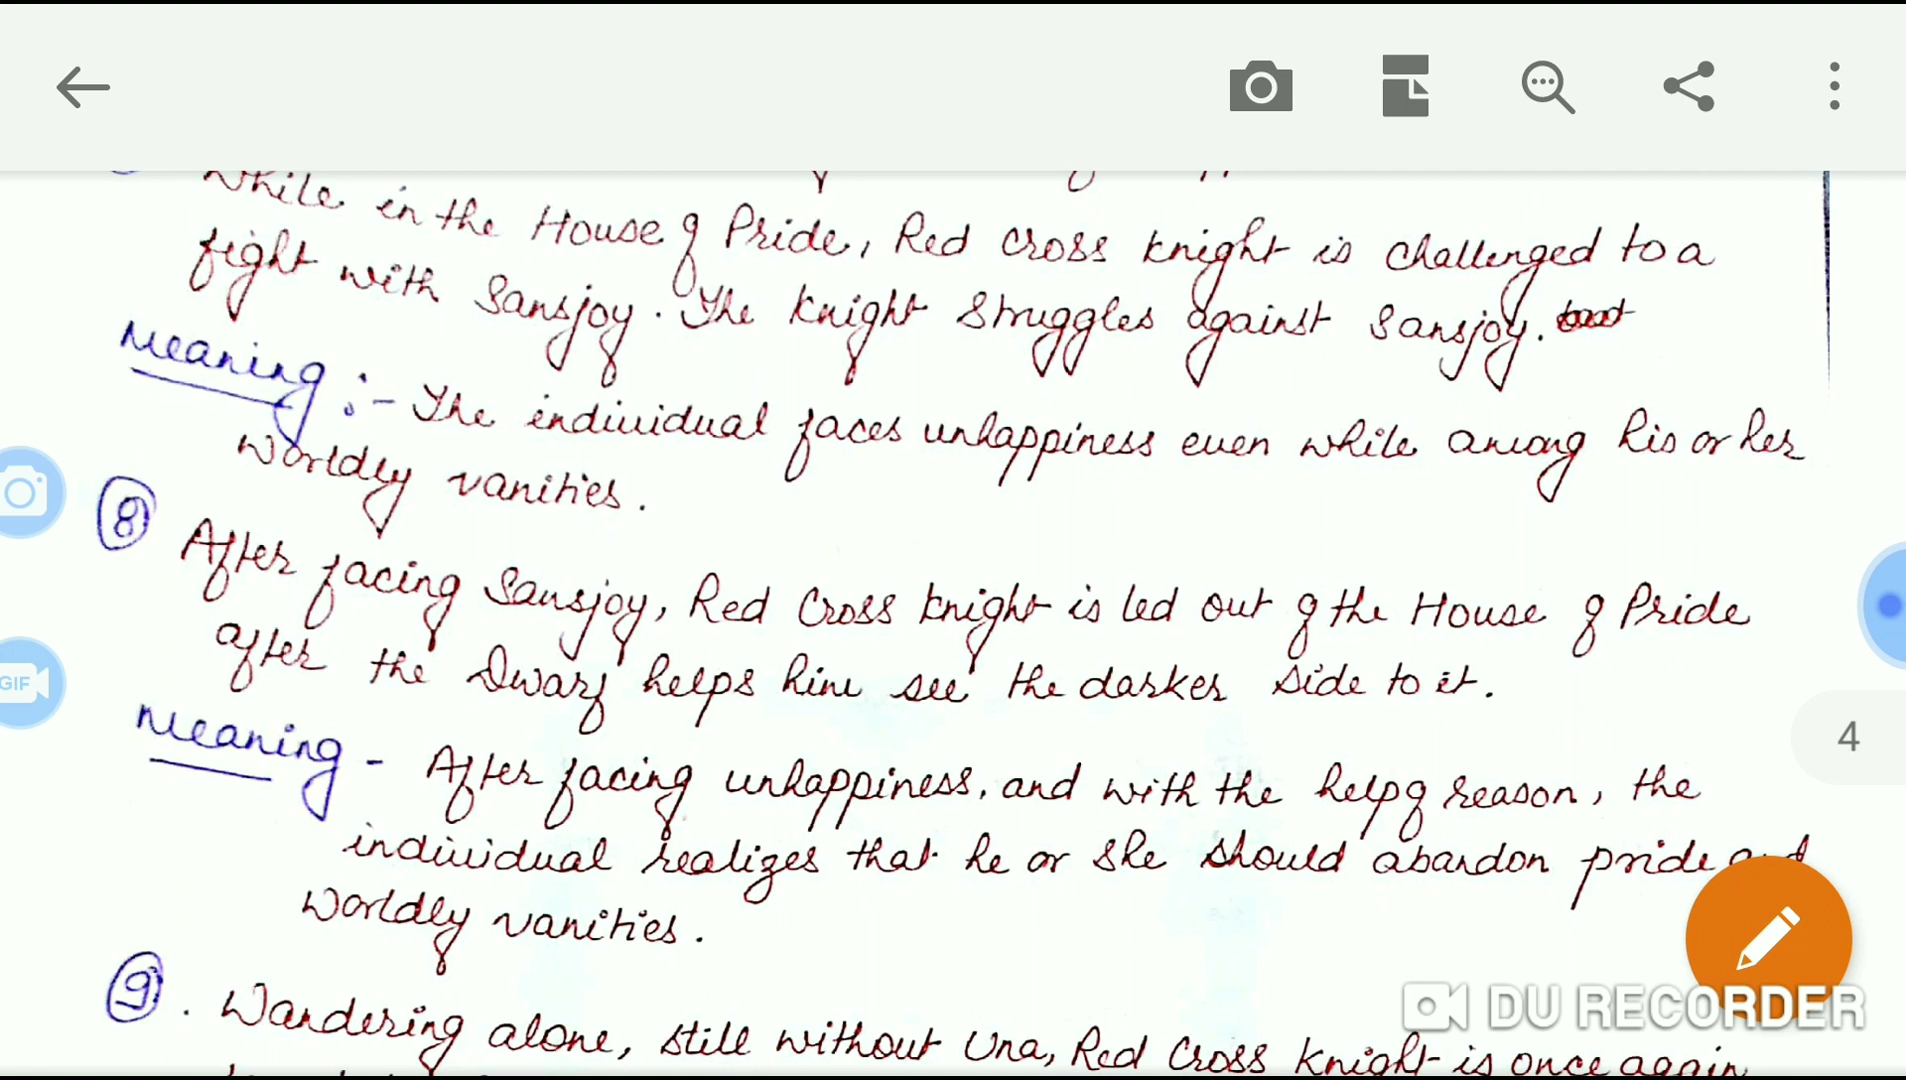 While in the House of Pride, Red Cross Knight is challenged to a
fight with Sansjoy. The Knight struggles against Sansjoy.
Meaning :- The individual faces unhappiness even while among his or her
worldly vanities.
8 After facing Sansjoy, Red Cross Knight is led out of the House of Pride
after the Dwarf helps him see the darker side to it.
Meaning - After facing unhappiness, and with the help of reason, the
individual realizes that he or she should abandon pride and
worldly vanities.
9. Wandering alone, still without Una, Red Cross Knight is once again
GIF
4
DU RECORDER